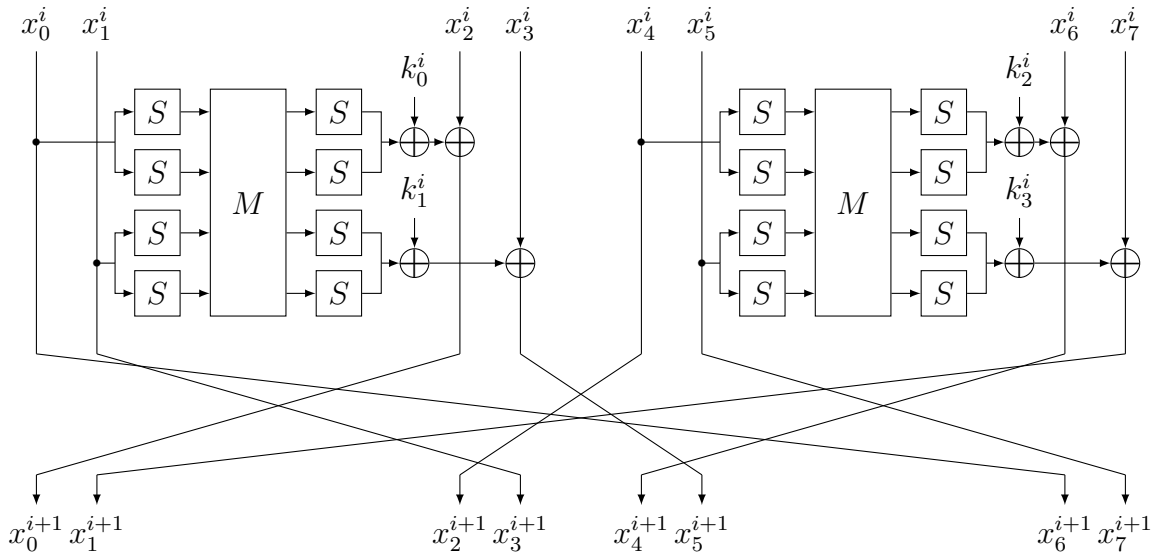 x_0^i x_1^i x_2^i x_3^i x_4^i x_5^i x_6^i x_7^i
k_0^i k_2^i
S S S S
S S S S
k_1^i k_3^i
M M
S S S S
S S S S
x_0^{i+1} x_1^{i+1} x_2^{i+1} x_3^{i+1} x_4^{i+1} x_5^{i+1} x_6^{i+1} x_7^{i+1}